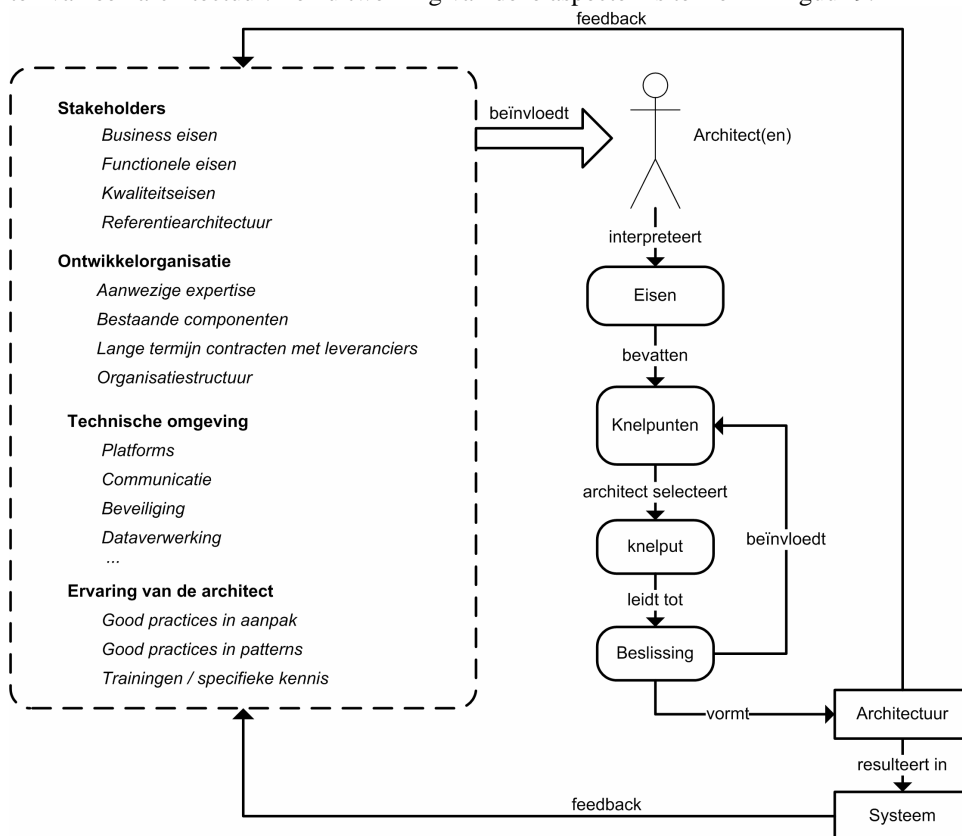 feedback
Stakeholders
Business eisen
Functionele eisen
Kwaliteitseisen
Referentiearchitectuur
Ontwikkelorganisatie
Aanwezige expertise
Bestaande componenten
Lange termijn contracten met leveranciers
Organisatiestructuur
Technische omgeving
Platforms
Communicatie
Beveiliging
Dataverwerking
...
Ervaring van de architect
Good practices in aanpak
Good practices in patterns
Trainingen / specifieke kennis
beïnvloedt
Architect(en)
interpreteert
Eisen
bevatten
Knelpunten
architect selecteert
knelput
beïnvloedt
leidt tot
Beslissing
vormt
Architectuur
resulteert in
feedback
Systeem